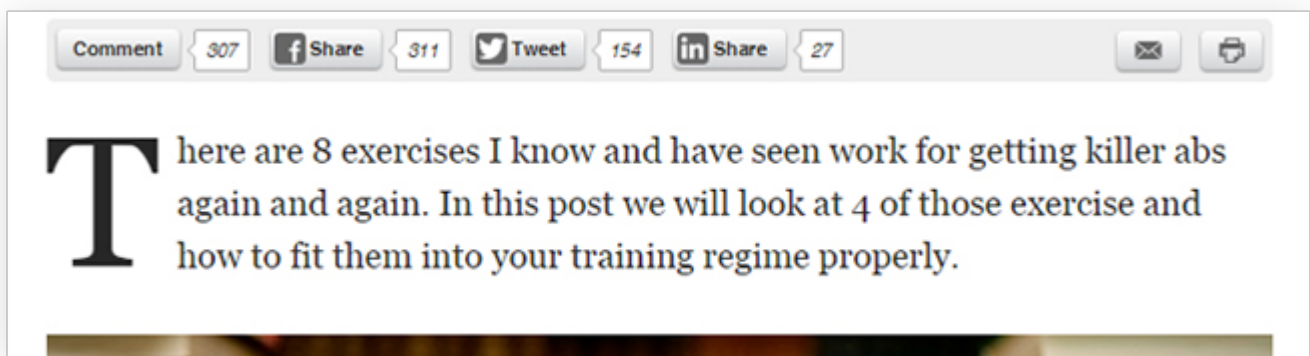 Comment 307 Share 311 Tweet 154 in Share 27
There are 8 exercises I know and have seen work for getting killer abs
again and again. In this post we will look at 4 of those exercise and
how to fit them into your training regime properly.